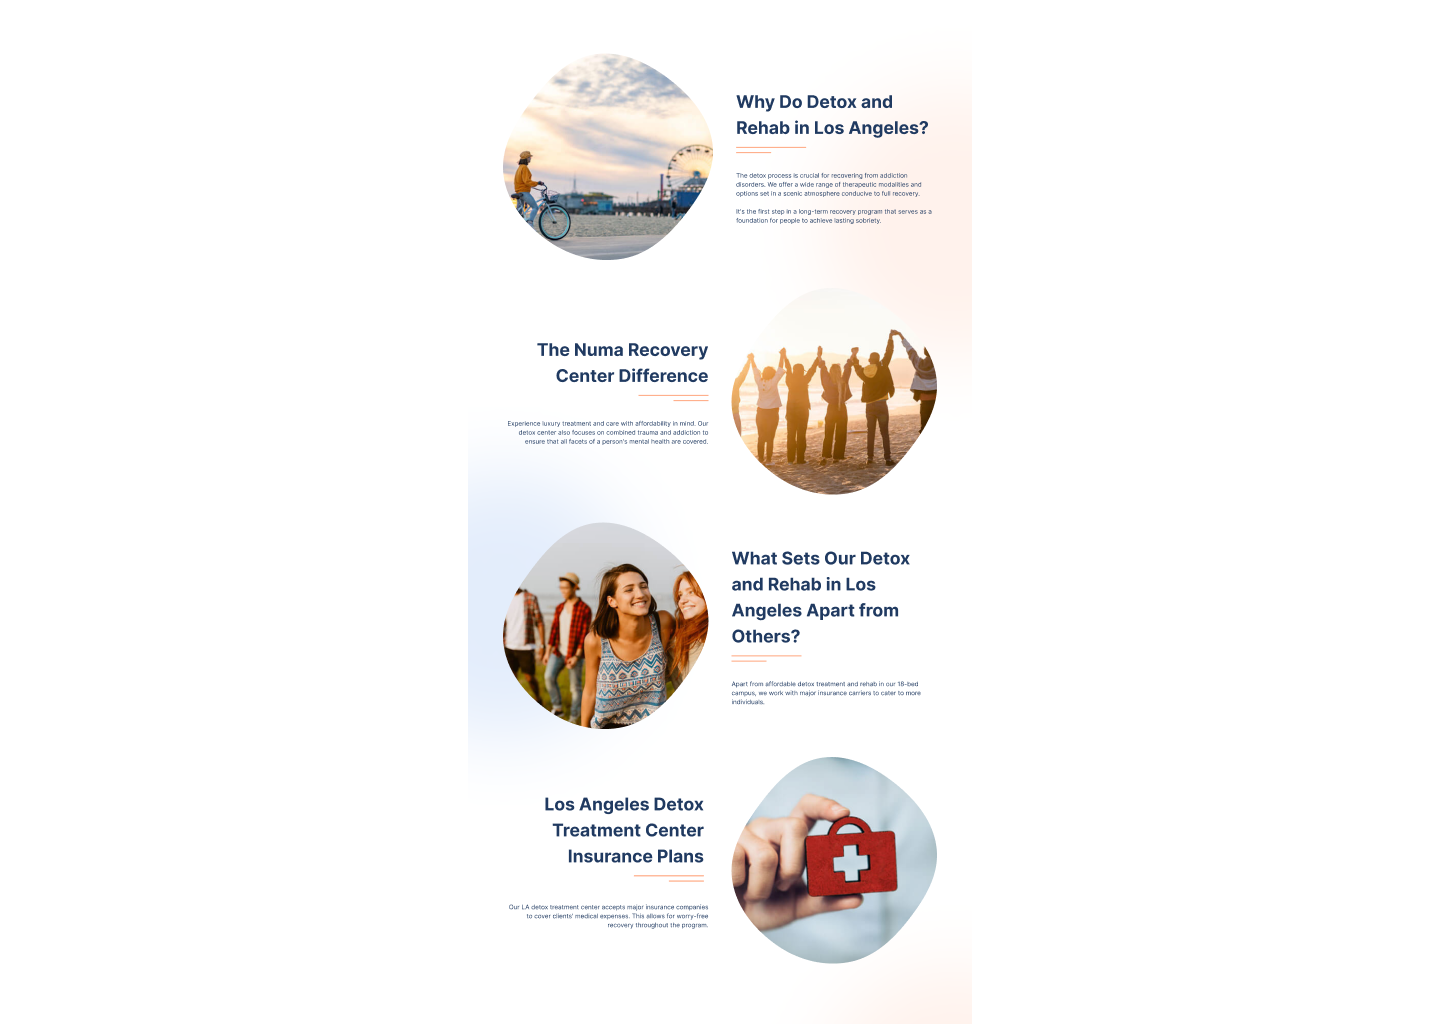 Why Do Detox and
Rehab in Los Angeles?
The detox process is crucial for recovering from addiction
disorders. We offer a wide range of therapeutic modalities and
options set in a scenic atmosphere conducive to full recovery.
It's the first step in a long-term recovery program that serves as a
foundation for people to achieve lasting sobriety.
The Numa Recovery
Center Difference
Experience luxury treatment and care with affordability in mind. Our
detox center also focuses on combined trauma and addiction to
ensure that all facets of a person's mental health are covered.
What Sets Our Detox
and Rehab in Los
Angeles Apart from
Others?
Apart from affordable detox treatment and rehab in our 18-bed
campus, we work with major insurance carriers to cater to more
individuals.
Los Angeles Detox
Treatment Center
Insurance Plans
Our LA detox treatment center accepts major insurance companies
to cover clients' medical expenses. This allows for worry-free
recovery throughout the program.